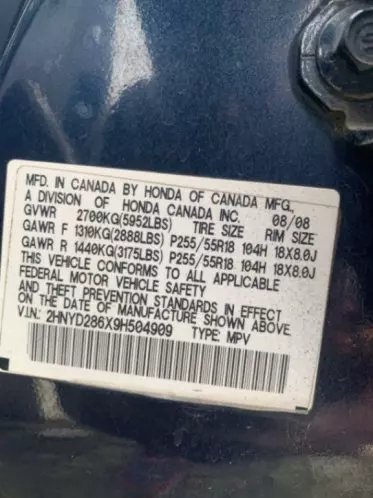 MFD. IN CANADA BY HONDA OF CANADA MFG.
A DIVISION OF HONDA CANADA INC. 08/08
GVWR 2700KG(5952LBS) TIRE SIZE RIM SIZE
GAWR F 1310KG(2888LBS) P255/55R18 104H 18X8.0J
GAWR R 1440KG(3175LBS) P255/55R18 104H 18X8.0J
THIS VEHICLE CONFORMS TO ALL APPLICABLE
FEDERAL MOTOR VEHICLE SAFETY
AND THEFT PREVENTION STANDARDS IN EFFECT
ON THE DATE OF MANUFACTURE SHOWN ABOVE.
V.I.N: 2HNYD286X9H504909 TYPE: MPV